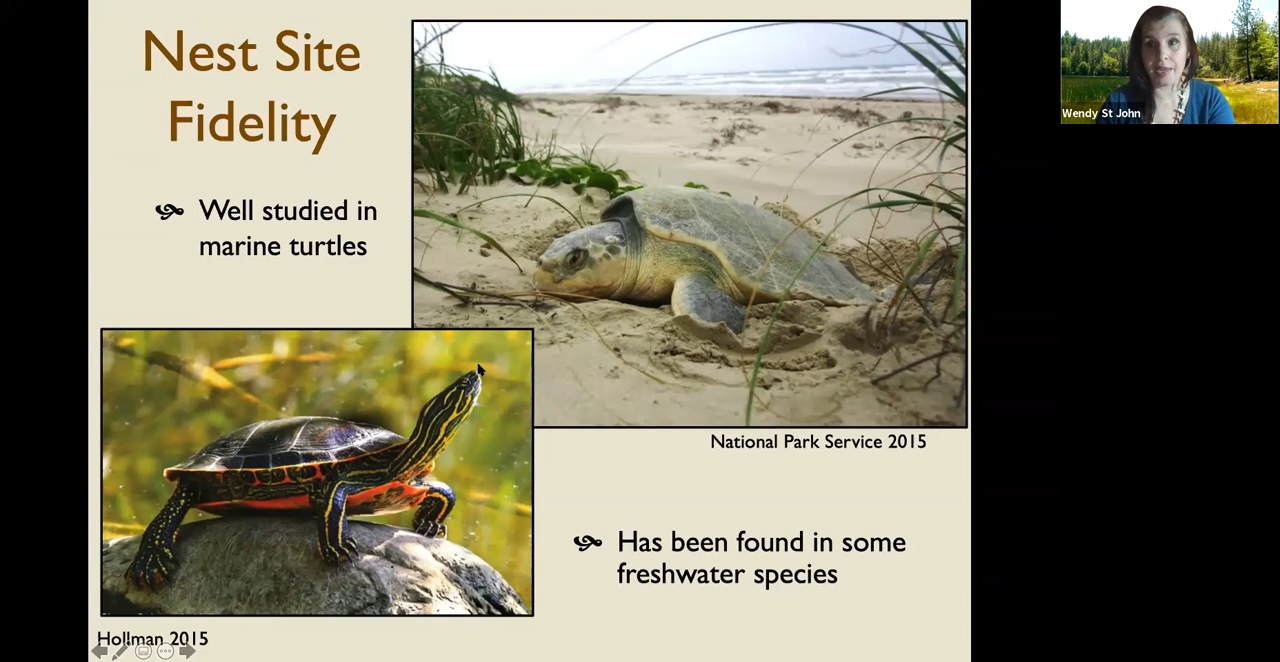 Nest Site
Fidelity
Well studied in
marine turtles
National Park Service 2015
Has been found in some
freshwater species
Hollman 2015
Wendy St John